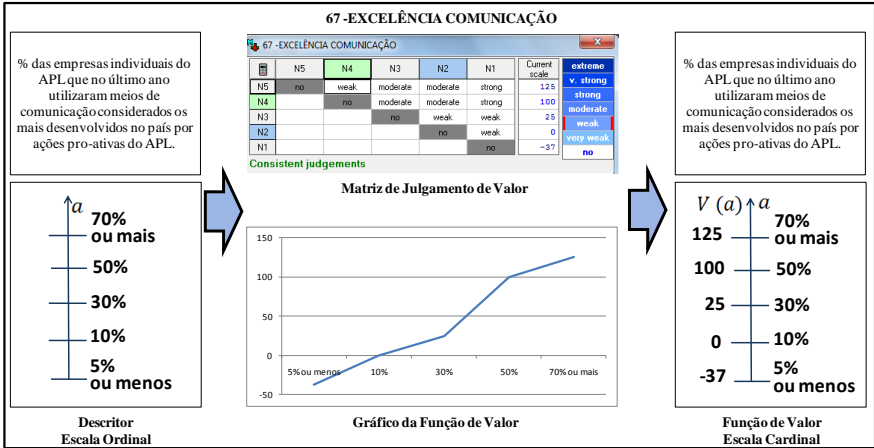 67 -EXCELÊNCIA COMUNICAÇÃO
% das empresas individuais do
APL que no último ano
utilizaram meios de
comunicação considerados os
mais desenvolvidos no país por
ações pro-ativas do APL.
a
70%
ou mais
50%
30%
10%
5%
ou menos
Descritor
Escala Ordinal
67 -EXCELÊNCIA COMUNICAÇÃO
N5 N4 N3 N2 N1 Current
scale
N5 no weak moderate moderate strong 125
N4 no moderate moderate strong 100
N3 no weak weak 25
N2 no weak 0
N1 no -37
extreme
v. strong
strong
moderate
weak
very weak
no
Consistent judgements
Matriz de Julgamento de Valor
150
100
50
0
-50
5% ou menos 10% 30% 50% 70% ou mais
Gráfico da Função de Valor
% das empresas individuais do
APL que no último ano
utilizaram meios de
comunicação considerados os
mais desenvolvidos no país por
ações pro-ativas do APL.
V (a) a
125 70%
ou mais
100 50%
25 30%
0 10%
-37 5%
ou menos
Função de Valor
Escala Cardinal